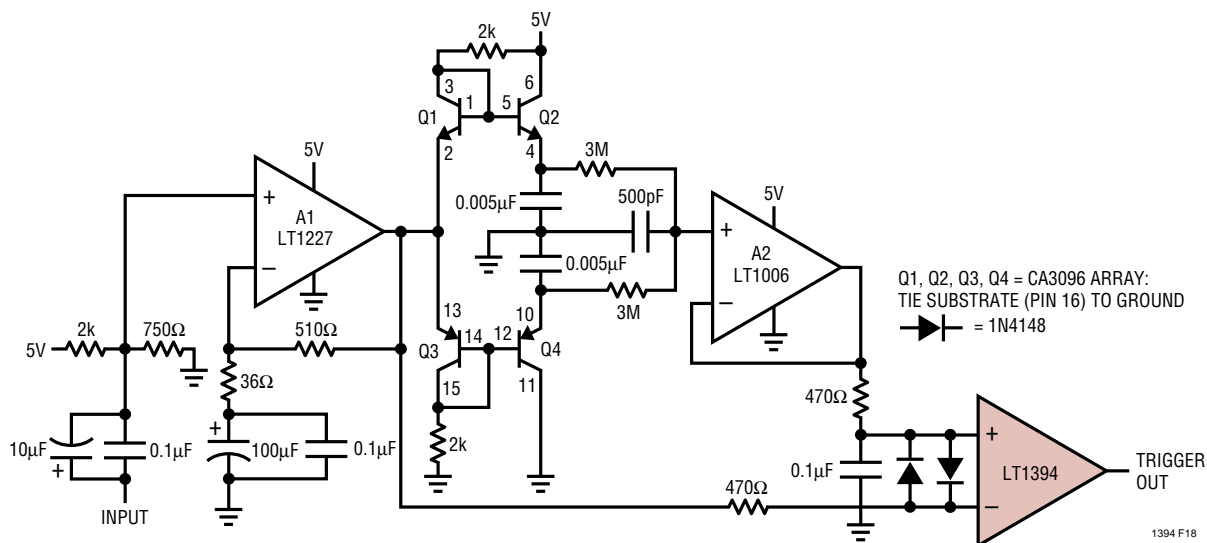 5V
2k
3
1
5
6
Q1
Q2
2
4
3M
5V
0.005µF
500pF
5V
+
A1
LT1227
–
+
A2
LT1006
–
0.005µF
3M
Q1, Q2, Q3, Q4 = CA3096 ARRAY:
TIE SUBSTRATE (PIN 16) TO GROUND
= 1N4148
13
10
14
12
Q3
Q4
15
11
2k
750Ω
5V
510Ω
36Ω
470Ω
+
10µF
+
0.1µF
100µF
0.1µF
2k
0.1µF
+
LT1394
–
TRIGGER
OUT
470Ω
INPUT
1394 F18